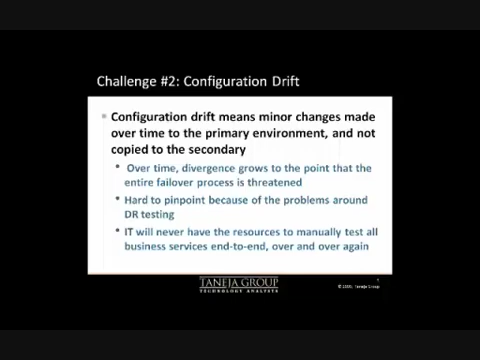 Challenge #2: Configuration Drift
Configuration drift means minor changes made
over time to the primary environment, and not
copied to the secondary
Over time, divergence grows to the point that the
entire failover process is threatened
Hard to pinpoint because of the problems around
DR testing
IT will never have the resources to manually test all
business services end-to-end, over and over again
TANEJA GROUP
TECHNOLOGY ANALYSTS
Taneja Group